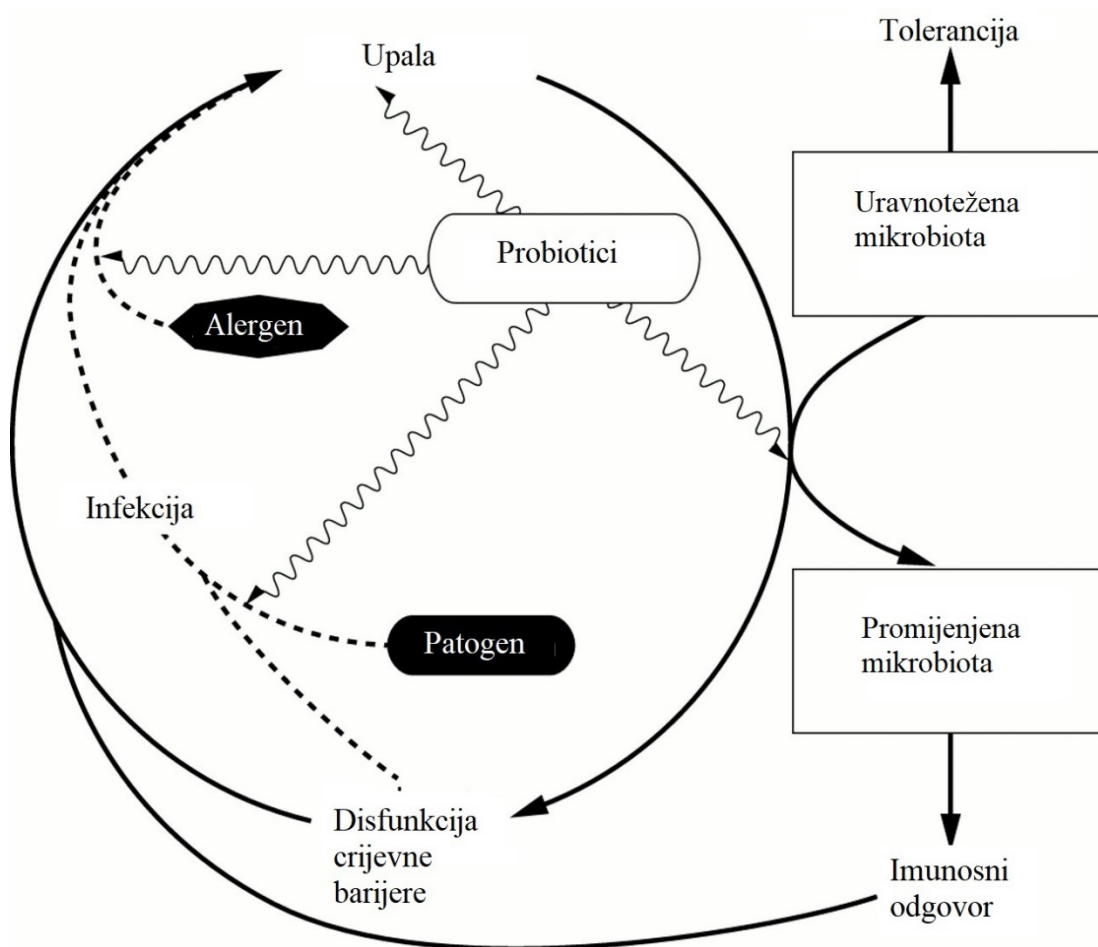 Tolerancija
Upala
Uravnotežena
mikrobiota
Probiotici
Alergen
Infekcija
Patogen
Promijenjena
mikrobiota
Disfunkcija
crijevne
barijere
Imunosni
odgovor